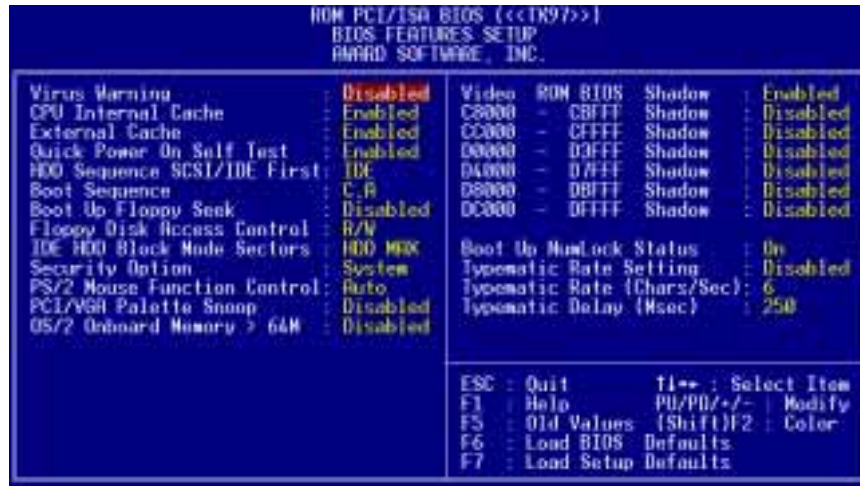 ROM PCI/ISA BIOS (<<TX97>>)
BIOS FEATURES SETUP
AWARD SOFTWARE, INC.
Virus Warning : Disabled
CPU Internal Cache : Enabled
External Cache : Enabled
Quick Power On Self Test : Enabled
HDD Sequence SCSI/IDE First: IDE
Boot Sequence : C,A
Boot Up Floppy Seek : Disabled
Floppy Disk Access Control : R/W
IDE HDD Block Mode Sectors : HDD MAX
Security Option : System
PS/2 Mouse Function Control: Auto
PCI/VGA Palette Snoop : Disabled
OS/2 Onboard Memory > 64M : Disabled
Video ROM BIOS Shadow : Enabled
C8000 - CBFFF Shadow : Disabled
CC000 - CFFFF Shadow : Disabled
D0000 - D3FFF Shadow : Disabled
D4000 - D7FFF Shadow : Disabled
D8000 - DBFFF Shadow : Disabled
DC000 - DFFFF Shadow : Disabled
Boot Up NumLock Status : On
Typematic Rate Setting : Disabled
Typematic Rate (Chars/Sec): 6
Typematic Delay (Msec) : 250
ESC : Quit ↑↓→← : Select Item
F1 : Help PU/PD/+/- : Modify
F5 : Old Values (Shift)F2 : Color
F6 : Load BIOS Defaults
F7 : Load Setup Defaults